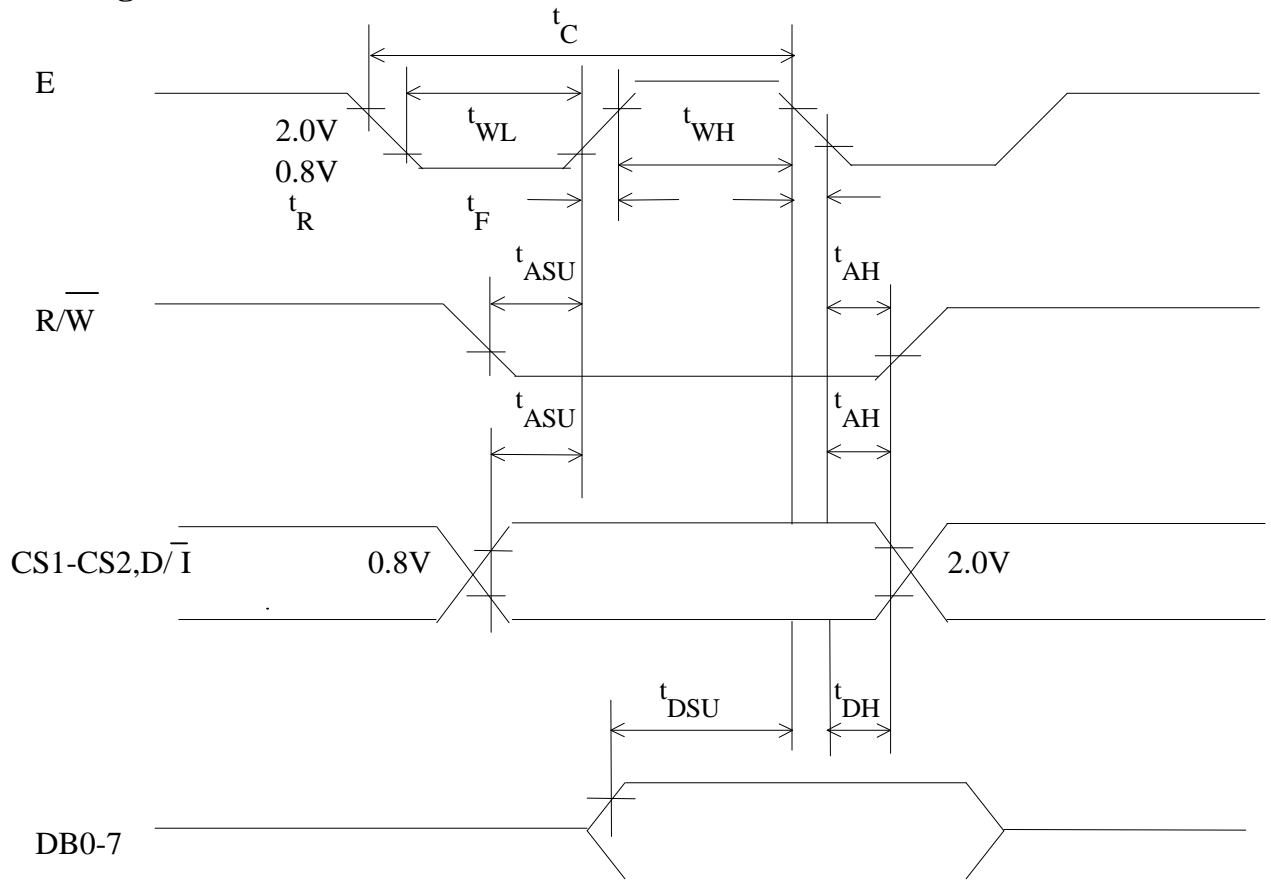 t C
E
2.0V
0.8V
t WL
t WH
t R
t F
t ASU
t AH
R/W̅
t ASU
t AH
CS1-CS2,D/I̅
0.8V
2.0V
t DSU
t DH
DB0-7